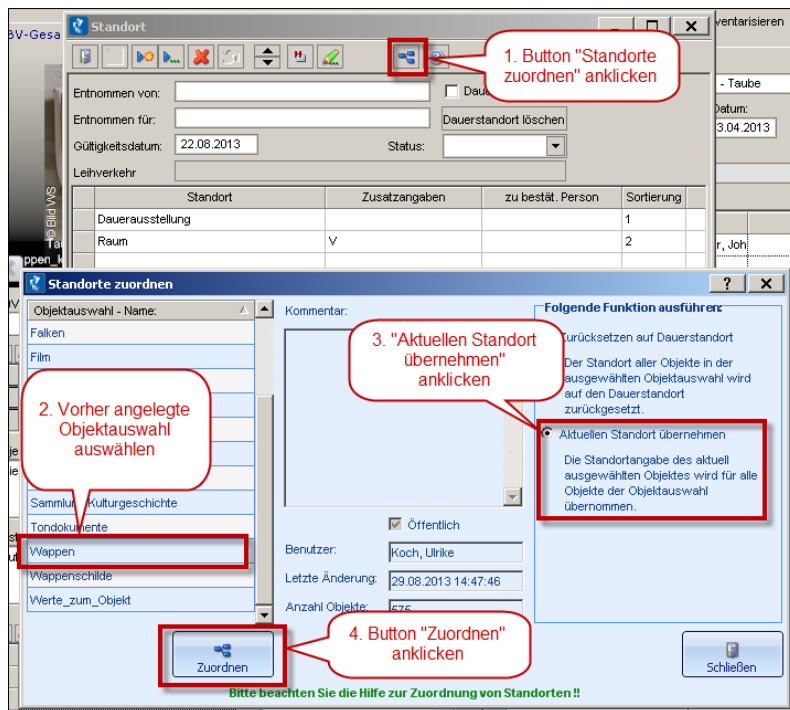 BV-Gesa
Standort
ventarisieren
1. Button "Standorte
zuordnen" anklicken
Entnommen von:
Dau
- Taube
Entnommen für:
Dauerstandort löschen
Datum:
3.04.2013
Gültigkeitsdatum:
22.08.2013
Status:
Leihverkehr
Standort
Zusatzangaben
zu bestät. Person
Sortierung
Dauerausstellung
1
Raum
V
2
© Bild VVS
Tau
ppen_k
r, Joh
Standorte zuordnen
Objektauswahl - Name:
Falken
Film
2. Vorher angelegte
Objektauswahl
auswählen
Sammlun
Kulturgeschichte
Tondokumente
Wappen
Wappenschilde
Werte_zum_Objekt
Kommentar:
3. "Aktuellen Standort
übernehmen"
anklicken
Öffentlich
Benutzer:
Koch, Ulrike
Letzte Änderung:
29.08.2013 14:47:46
Anzahl Objekte:
575
Folgende Funktion ausführen:
Zurücksetzen auf Dauerstandort
Der Standort aller Objekte in der
ausgewählten Objektauswahl wird
auf den Dauerstandort
zurückgesetzt.
Aktuellen Standort übernehmen
Die Standortangabe des aktuell
ausgewählten Objektes wird für alle
Objekte der Objektauswahl
übernommen.
Zuordnen
4. Button "Zuordnen"
anklicken
Schließen
Bitte beachten Sie die Hilfe zur Zuordnung von Standorten !!